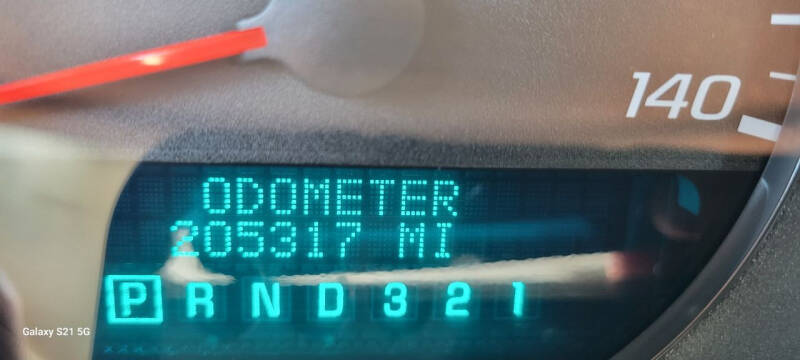 140
ODOMETER
205317 MI
P R N D 3 2 1
Galaxy S21 5G